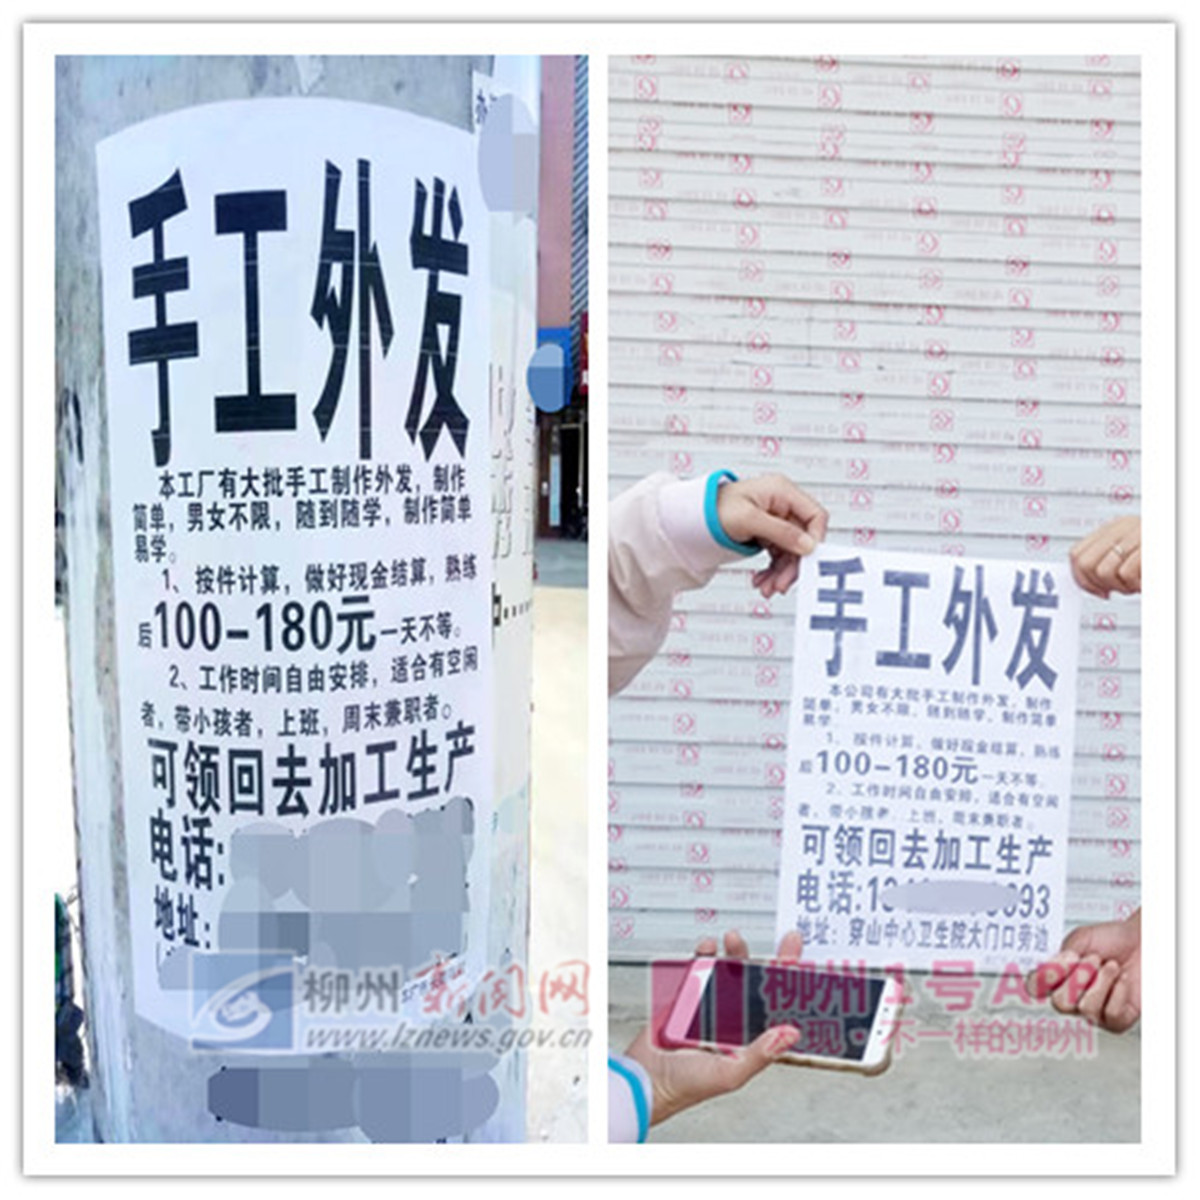 手工外发
本工厂有大批手工制作外发，制作
简单，男女不限，随到随学，制作简单
易学。
1、按件计算，做好现金结算，熟练
后100-180元一天不等。
2、工作时间自由安排，适合有空闲
者，带小孩者，上班，周末兼职者。
可领回去加工生产
电话:
地址:
柳州新闻网
www.lznews.gov.cn
手工外发
本公司有大批手工制作外发，制作
简单，男女不限，随到随学，制作简单
易学
1、按件计算，做好现金结算，熟练
后100-180元一天不等。
2、工作时间自由安排，适合有空闲
者，带小孩者，上班，周末兼职者。
可领回去加工生产
电话:13 693
地址：穿山中心卫生院大门口旁边
柳州1号APP
发现·不一样的柳州